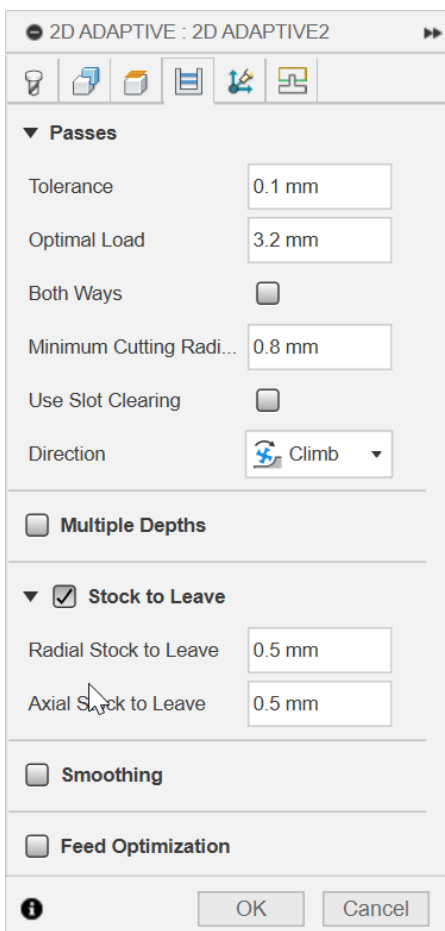 2D ADAPTIVE : 2D ADAPTIVE2
Passes
Tolerance 0.1 mm
Optimal Load 3.2 mm
Both Ways
Minimum Cutting Radi... 0.8 mm
Use Slot Clearing
Direction Climb
Multiple Depths
Stock to Leave
Radial Stock to Leave 0.5 mm
Axial Stock to Leave 0.5 mm
Smoothing
Feed Optimization
OK Cancel